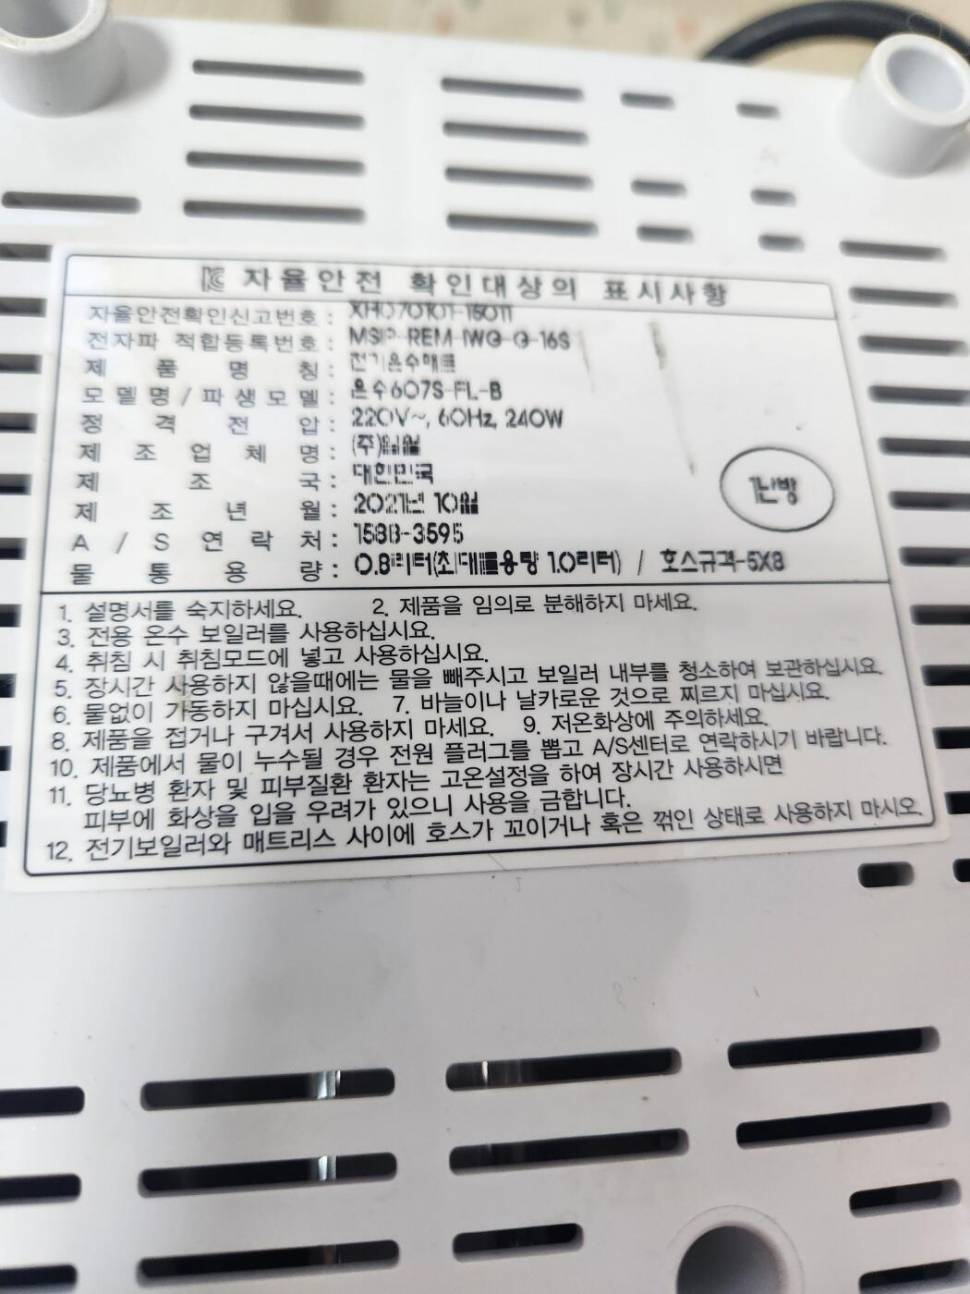 자율안전 확인대상의 표시사항
자율안전확인신고번호 : XH070101-15011
전자파 적합등록번호 : MSIP-REM-IWO-Q-16S
제품명칭 : 전기온수매트
모델명/파생모델 : 온수607S-FL-B
정격전압 : 220V~, 60Hz, 240W
제조업체명 : (주)일월
제조국 : 대한민국
제조년월 : 2021년 10월
A/S연락처 : 1588-3595
물통용량 : 0.8리터(최대 용량 1.0리터) / 호스규격-5X8
난방
1. 설명서를 숙지하세요. 2. 제품을 임의로 분해하지 마세요.
3. 전용 온수 보일러를 사용하십시요.
4. 취침 시 취침모드에 넣고 사용하십시요.
5. 장시간 사용하지 않을때에는 물을 빼주시고 보일러 내부를 청소하여 보관하십시요.
6. 물없이 가동하지 마십시요. 7. 바늘이나 날카로운 것으로 찌르지 마십시요.
8. 제품을 접거나 구겨서 사용하지 마세요. 9. 저온화상에 주의하세요.
10. 제품에서 물이 누수될 경우 전원 플러그를 뽑고 A/S센터로 연락하시기 바랍니다.
11. 당뇨병 환자 및 피부질환 환자는 고온설정을 하여 장시간 사용하시면
피부에 화상을 입을 우려가 있으니 사용을 금합니다.
12. 전기보일러와 매트리스 사이에 호스가 꼬이거나 혹은 꺾인 상태로 사용하지 마시오.